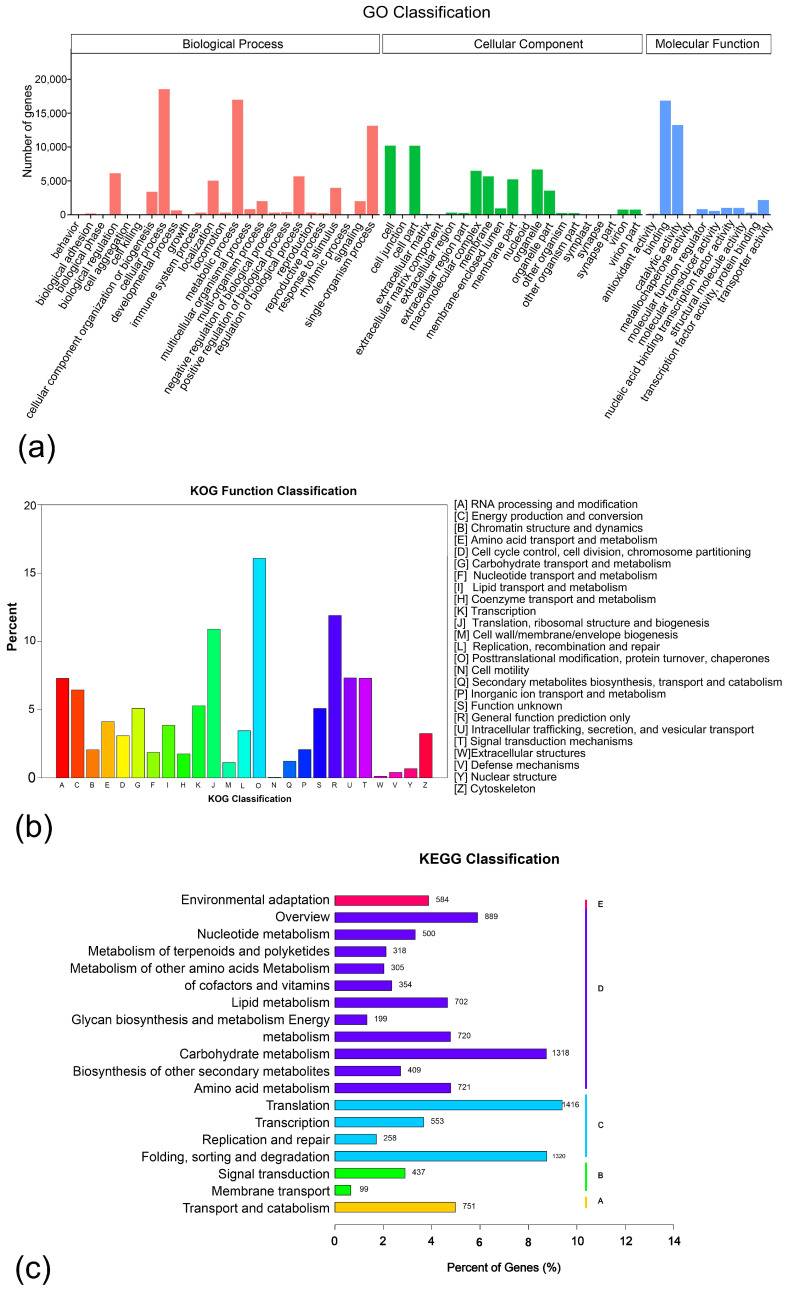 GO Classification
Biological Process
Cellular Component
Molecular Function
Number of genes
20,000
15,000
10,000
5,000
0
behavior
biological adhesion
biological phase
biological regulation
cell aggregation
cell killing
cellular component organization or biogenesis
cellular process
developmental process
growth
immune system process
localization
locomotion
metabolic process
multicellular organismal process
multi-organism process
negative regulation of biological process
positive regulation of biological process
regulation of biological process
reproduction
reproductive process
response to stimulus
rhythmic process
signaling
single-organism process
cell
cell junction
cell part
extracellular matrix
extracellular matrix component
extracellular region
extracellular region part
macromolecular complex
membrane
membrane-enclosed lumen
membrane part
nucleoid
organelle
organelle part
other organism
other organism part
symplast
synapse
synapse part
virion
virion part
antioxidant activity
binding
catalytic activity
metallochaperone activity
molecular function regulator
molecular transducer activity
nucleic acid binding transcription factor activity
structural molecule activity
transcription factor activity, protein binding
transporter activity
(a)
KOG Function Classification
Percent
20
15
10
5
0
A C B E D G F I H K J M L O N Q P S R U T W V Y Z
KOG Classification
[A] RNA processing and modification
[C] Energy production and conversion
[B] Chromatin structure and dynamics
[E] Amino acid transport and metabolism
[D] Cell cycle control, cell division, chromosome partitioning
[G] Carbohydrate transport and metabolism
[F] Nucleotide transport and metabolism
[I] Lipid transport and metabolism
[H] Coenzyme transport and metabolism
[K] Transcription
[J] Translation, ribosomal structure and biogenesis
[M] Cell wall/membrane/envelope biogenesis
[L] Replication, recombination and repair
[O] Posttranslational modification, protein turnover, chaperones
[N] Cell motility
[Q] Secondary metabolites biosynthesis, transport and catabolism
[P] Inorganic ion transport and metabolism
[S] Function unknown
[R] General function prediction only
[U] Intracellular trafficking, secretion, and vesicular transport
[T] Signal transduction mechanisms
[W]Extracellular structures
[V] Defense mechanisms
[Y] Nuclear structure
[Z] Cytoskeleton
(b)
KEGG Classification
Environmental adaptation 584 E
Overview 889
Nucleotide metabolism 500
Metabolism of terpenoids and polyketides 318
Metabolism of other amino acids Metabolism 305
of cofactors and vitamins 354 D
Lipid metabolism 702
Glycan biosynthesis and metabolism Energy 199
metabolism 720
Carbohydrate metabolism 1318
Biosynthesis of other secondary metabolites 409
Amino acid metabolism 721
Translation 1416
Transcription 553 C
Replication and repair 258
Folding, sorting and degradation 1320
Signal transduction 437 B
Membrane transport 99
Transport and catabolism 751 A
0 2 4 6 8 10 12 14
Percent of Genes (%)
(c)